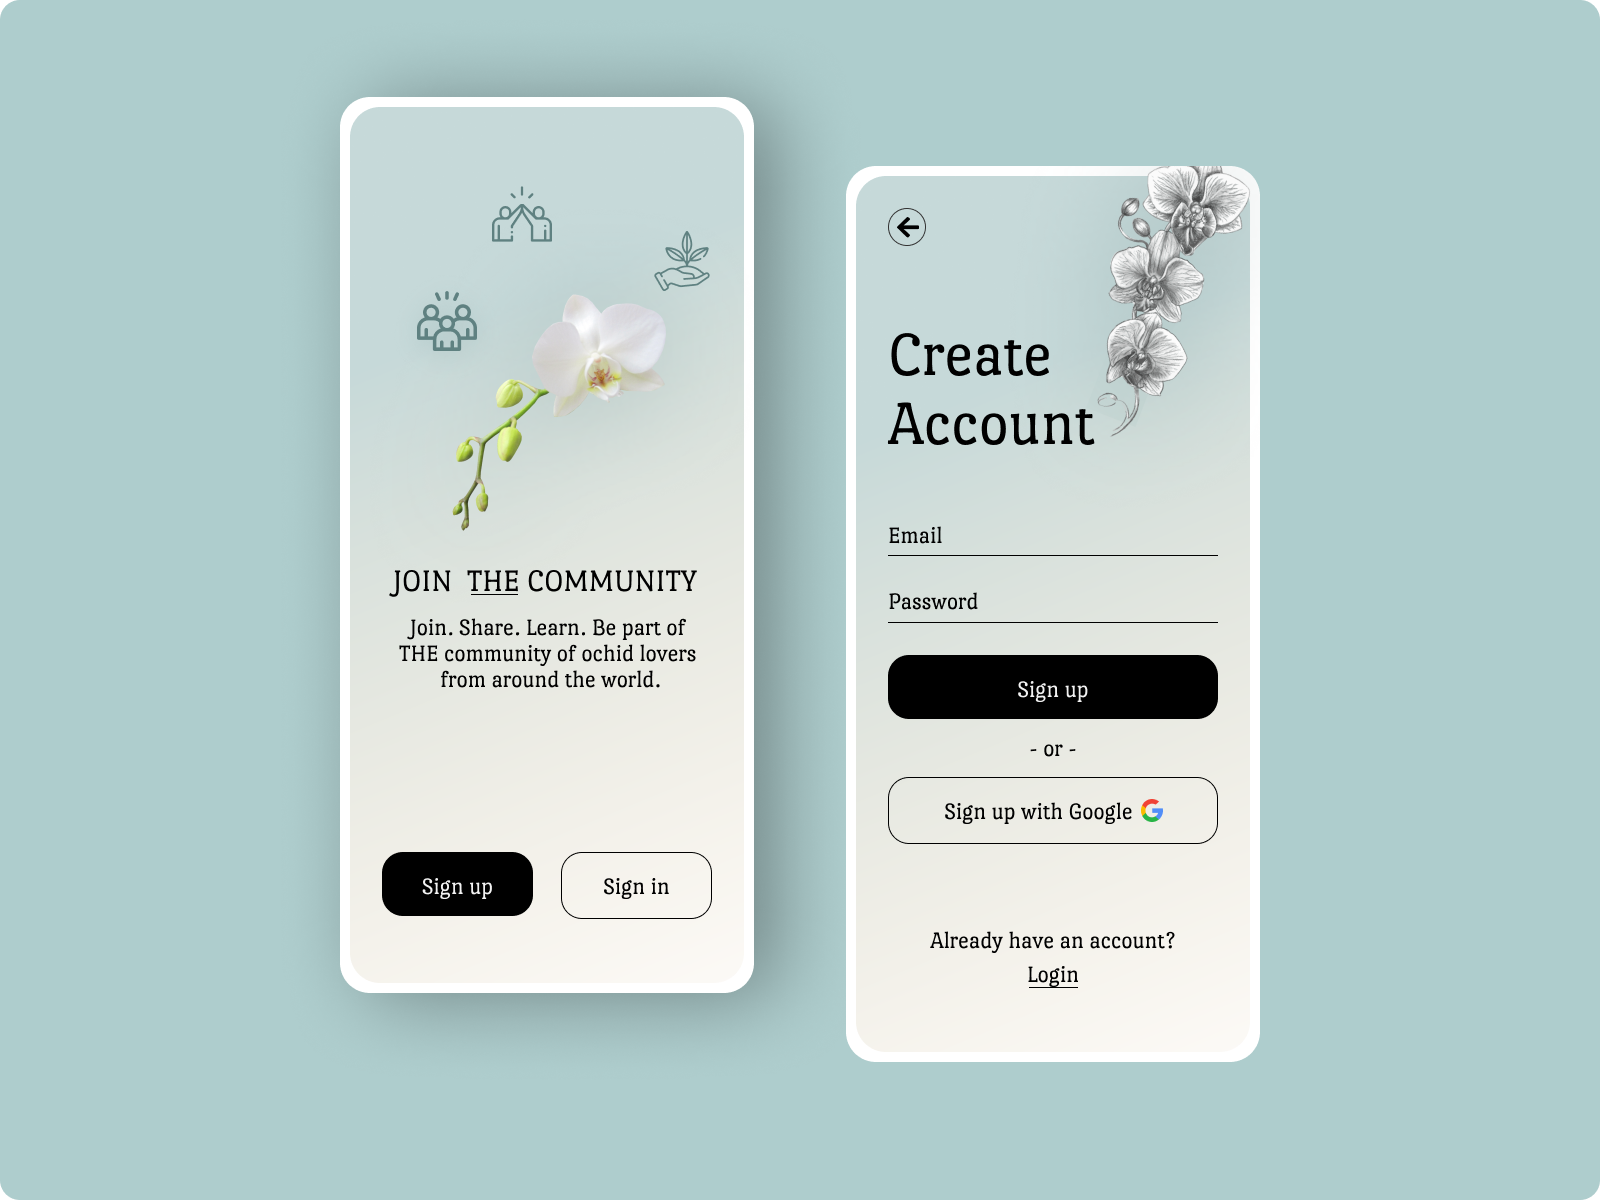 JOIN THE COMMUNITY
Join. Share. Learn. Be part of
THE community of ochid lovers
from around the world.
Sign up
Sign in
Create
Account
Email
Password
Sign up
- or -
Sign up with Google
Already have an account?
Login